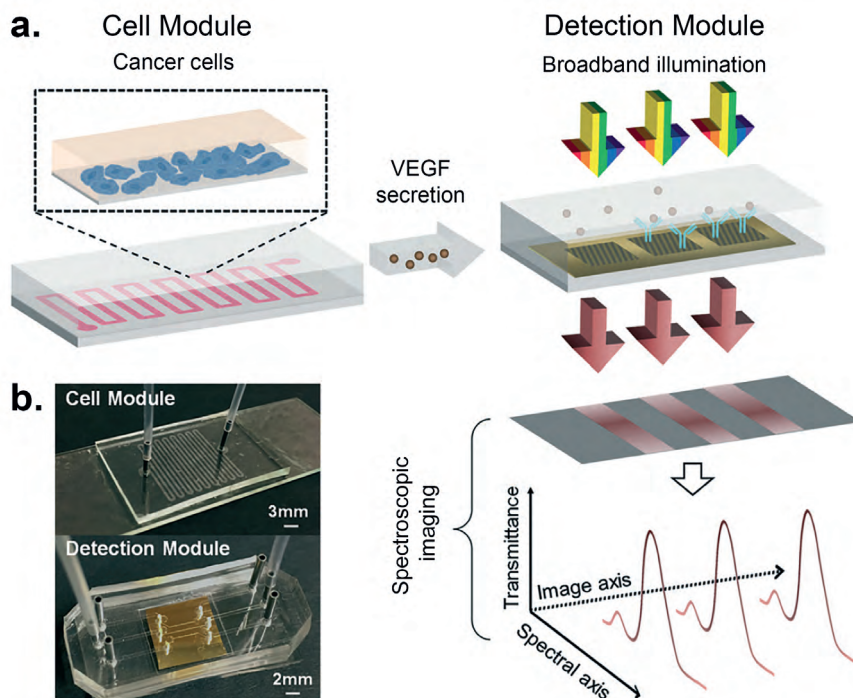 a.
Cell Module
Cancer cells
VEGF
secretion
Detection Module
Broadband illumination
b.
Cell Module
3mm
Detection Module
2mm
Spectroscopic
imaging
Transmittance
Image axis
Spectral axis